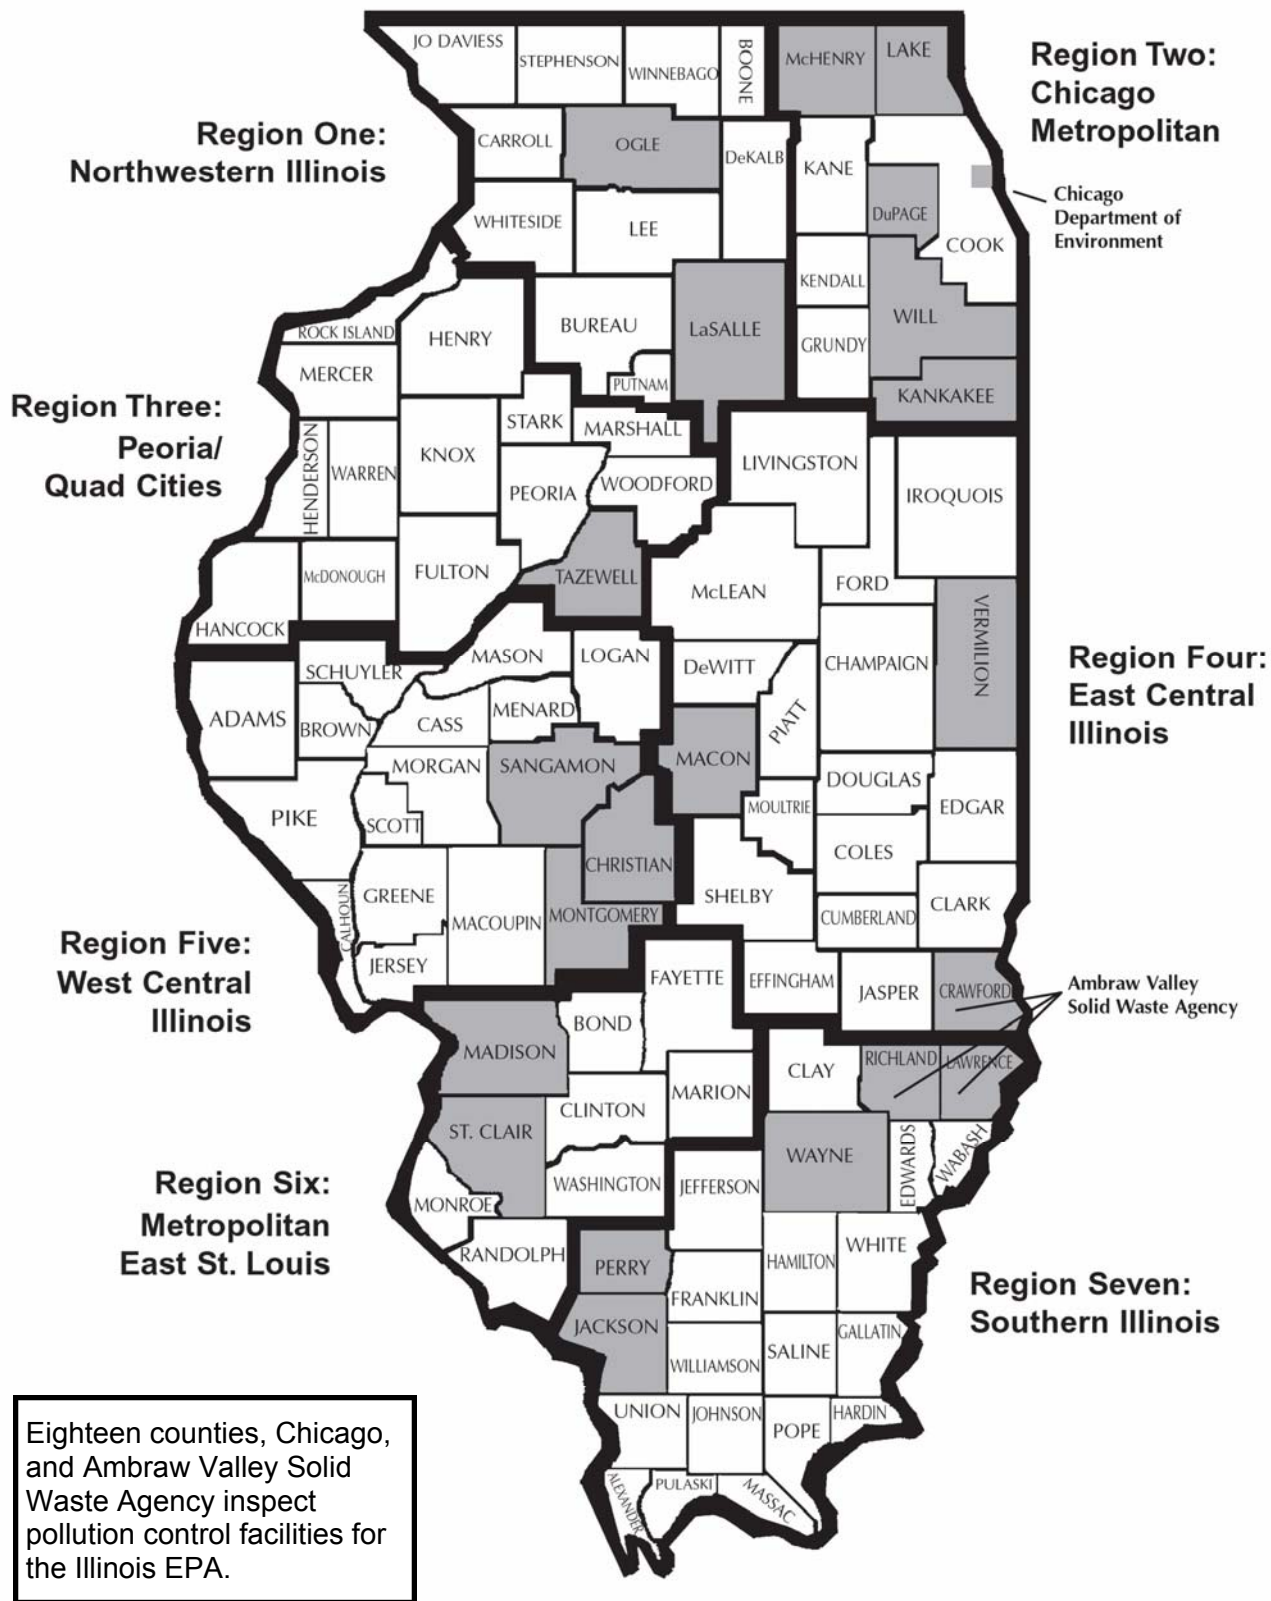 JO DAVIESS
STEPHENSON
WINNEBAGO
BOONE
McHENRY
LAKE
Region Two:
Chicago
Metropolitan
Region One:
Northwestern Illinois
CARROLL
OGLE
DeKALB
KANE
DuPAGE
COOK
Chicago
Department of
Environment
WHITESIDE
LEE
KENDALL
WILL
GRUNDY
KANKAKEE
ROCK ISLAND
HENRY
BUREAU
LaSALLE
PUTNAM
MERCER
Region Three:
Peoria/
Quad Cities
HENDERSON
WARREN
KNOX
STARK
MARSHALL
PEORIA
WOODFORD
LIVINGSTON
IROQUOIS
HANCOCK
McDONOUGH
FULTON
TAZEWELL
McLEAN
FORD
VERMILION
SCHUYLER
MASON
LOGAN
DeWITT
PIATT
CHAMPAIGN
Region Four:
East Central
Illinois
ADAMS
BROWN
CASS
MENARD
MORGAN
SANGAMON
MACON
DOUGLAS
EDGAR
PIKE
SCOTT
CHRISTIAN
MOULTRIE
COLES
CALHOUN
GREENE
MACOUPIN
MONTGOMERY
SHELBY
CUMBERLAND
CLARK
JERSEY
Region Five:
West Central
Illinois
FAYETTE
EFFINGHAM
JASPER
CRAWFORD
Ambraw Valley
Solid Waste Agency
MADISON
BOND
CLAY
RICHLAND
LAWRENCE
MARION
CLINTON
ST. CLAIR
WAYNE
EDWARDS
WABASH
Region Six:
Metropolitan
East St. Louis
MONROE
WASHINGTON
JEFFERSON
RANDOLPH
PERRY
HAMILTON
WHITE
FRANKLIN
Region Seven:
Southern Illinois
JACKSON
WILLIAMSON
SALINE
GALLATIN
UNION
JOHNSON
POPE
HARDIN
ALEXANDER
PULASKI
MASSAC
Eighteen counties, Chicago,
and Ambraw Valley Solid
Waste Agency inspect
pollution control facilities for
the Illinois EPA.